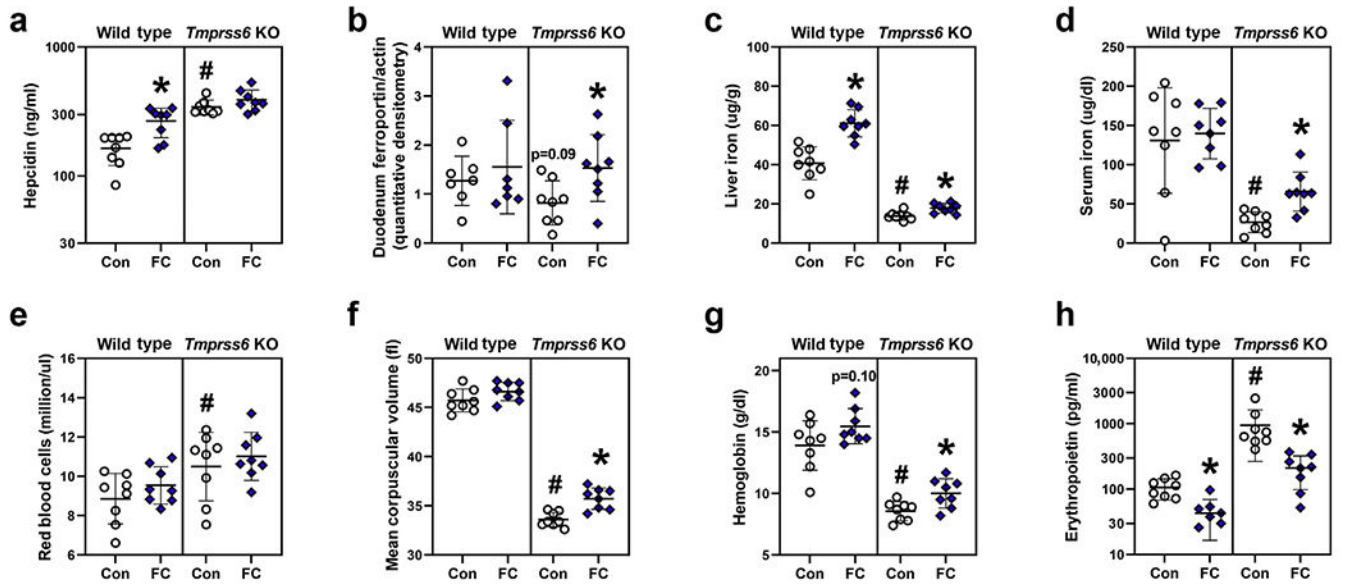 a
Wild type Tmprss6 KO
Hepcidin (ng/ml)
1000
300
100
30
*
#
Con FC Con FC
b
Wild type Tmprss6 KO
Duodenum ferroportin/actin
(quantitative densitometry)
4
3
2
1
0
p=0.09
*
Con FC Con FC
c
Wild type Tmprss6 KO
Liver iron (ug/g)
100
80
60
40
20
0
*
#
*
Con FC Con FC
d
Wild type Tmprss6 KO
Serum iron (ug/dl)
250
200
150
100
50
0
#
*
Con FC Con FC
e
Wild type Tmprss6 KO
Red blood cells (million/ul)
16
14
12
10
8
6
#
Con FC Con FC
f
Wild type Tmprss6 KO
Mean corpuscular volume (fl)
50
45
40
35
30
#
*
Con FC Con FC
g
Wild type Tmprss6 KO
Hemoglobin (g/dl)
20
15
10
5
p=0.10
#
*
Con FC Con FC
h
Wild type Tmprss6 KO
Erythropoietin (pg/ml)
10,000
3000
1000
300
100
30
10
*
#
*
Con FC Con FC